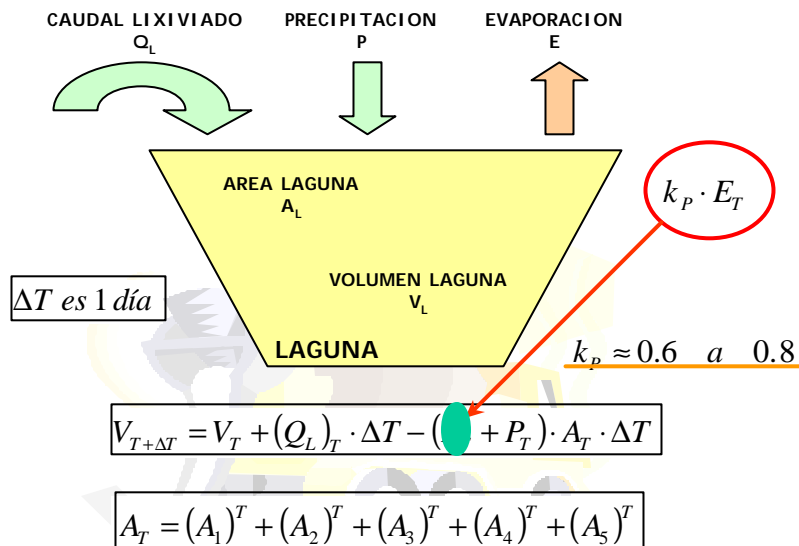 CAUDAL LIXIVIADO
Q_L
PRECIPITACION
P
EVAPORACION
E
AREA LAGUNA
A_L
k_P · E_T
VOLUMEN LAGUNA
V_L
ΔT es 1 día
LAGUNA
k_P ≈ 0.6 a 0.8
V_{T+ΔT} = V_T + (Q_L)_T · ΔT − ( + P_T) · A_T · ΔT
A_T = (A_1)^T + (A_2)^T + (A_3)^T + (A_4)^T + (A_5)^T